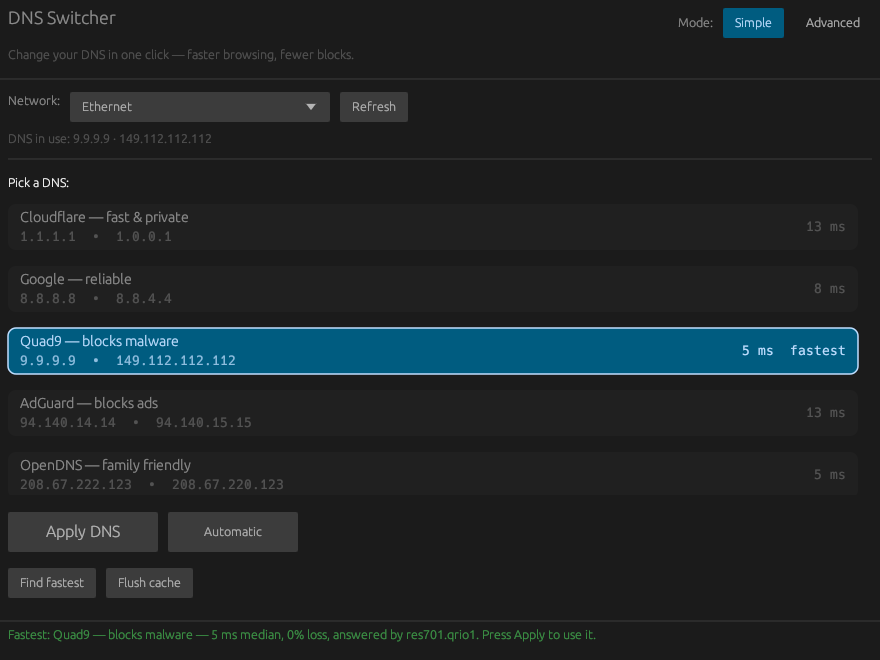 DNS Switcher
Mode: Simple Advanced
Change your DNS in one click — faster browsing, fewer blocks.
Network: Ethernet Refresh
DNS in use: 9.9.9.9 · 149.112.112.112
Pick a DNS:
Cloudflare — fast & private
1.1.1.1 • 1.0.0.1
13 ms
Google — reliable
8.8.8.8 • 8.8.4.4
8 ms
Quad9 — blocks malware
9.9.9.9 • 149.112.112.112
5 ms fastest
AdGuard — blocks ads
94.140.14.14 • 94.140.15.15
13 ms
OpenDNS — family friendly
208.67.222.123 • 208.67.220.123
5 ms
Apply DNS Automatic
Find fastest Flush cache
Fastest: Quad9 — blocks malware — 5 ms median, 0% loss, answered by res701.qrio1. Press Apply to use it.